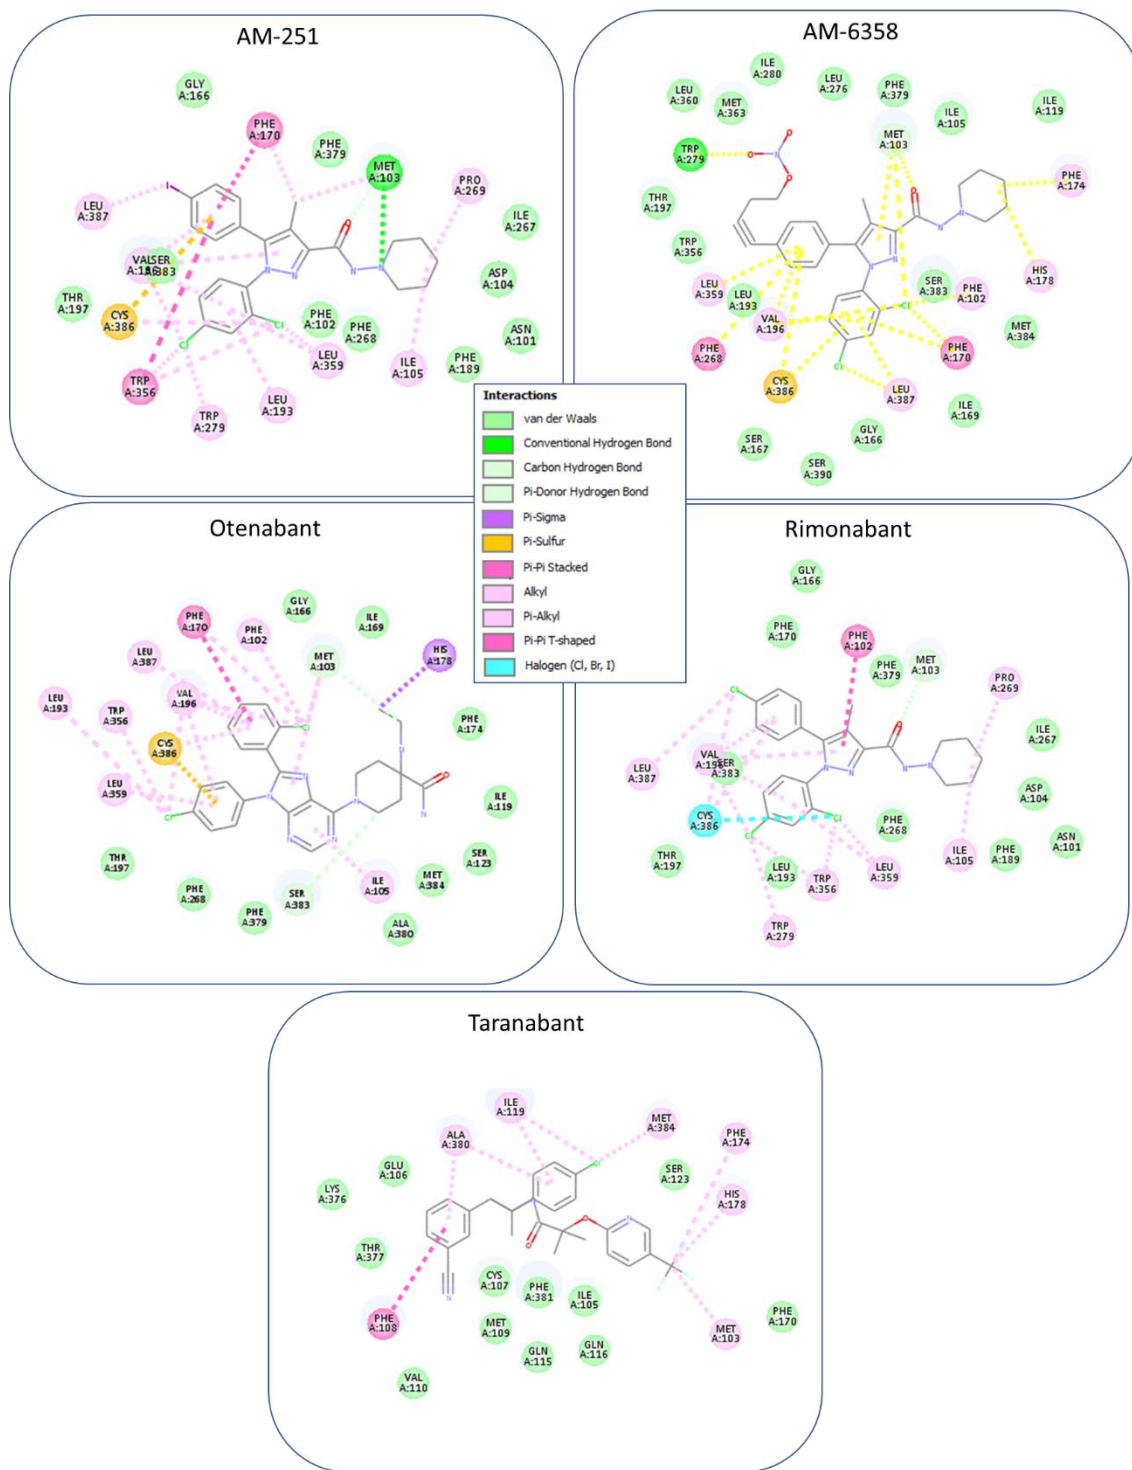 AM-251
GLY
A:166
PHE
A:170
PHE
A:379
MET
A:103
PRO
A:269
LEU
A:387
ILE
A:267
VAL
SER
A:383
ASP
A:104
THR
A:197
CYS
A:386
PHE
A:102
PHE
A:268
ASN
A:101
LEU
A:359
ILE
A:105
PHE
A:189
TRP
A:356
LEU
A:193
TRP
A:279
I
N
N
N
N
O
Cl
Cl
AM-6358
ILE
A:280
LEU
A:276
LEU
A:360
MET
A:363
PHE
A:379
ILE
A:105
ILE
A:119
MET
A:103
TRP
A:279
PHE
A:174
THR
A:197
TRP
A:356
LEU
A:359
LEU
A:193
SER
A:383
PHE
A:102
HIS
A:178
VAL
A:196
MET
A:384
PHE
A:268
PHE
A:170
CYS
A:386
LEU
A:387
ILE
A:169
SER
A:167
GLY
A:166
SER
A:390
O
O
N
O
O
N
N
N
N
Cl
Cl
Interactions
van der Waals
Conventional Hydrogen Bond
Carbon Hydrogen Bond
Pi-Donor Hydrogen Bond
Pi-Sigma
Pi-Sulfur
Pi-Pi Stacked
Alkyl
Pi-Alkyl
Pi-Pi T-shaped
Halogen (Cl, Br, I)
Otenabant
GLY
A:166
ILE
A:169
PHE
A:170
PHE
A:102
MET
A:103
HIS
A:178
LEU
A:387
LEU
A:193
VAL
A:196
TRP
A:356
PHE
A:174
CYS
A:386
LEU
A:359
ILE
A:119
THR
A:197
SER
A:123
PHE
A:268
SER
A:383
ILE
A:105
MET
A:384
PHE
A:379
ALA
A:380
Cl
Cl
N
N
N
N
N
N
N
O
Rimonabant
GLY
A:166
PHE
A:170
PHE
A:102
PHE
A:379
MET
A:103
PRO
A:269
LEU
A:387
VAL
SER
A:383
ILE
A:267
ASP
A:104
CYS
A:386
PHE
A:268
ASN
A:101
THR
A:197
LEU
A:193
TRP
A:356
LEU
A:359
ILE
A:105
PHE
A:189
TRP
A:279
Cl
Cl
Cl
N
N
N
N
O
Taranabant
ILE
A:119
MET
A:384
ALA
A:380
PHE
A:174
GLU
A:106
SER
A:123
LYS
A:376
HIS
A:178
THR
A:377
CYS
A:107
PHE
A:381
ILE
A:105
PHE
A:108
MET
A:109
GLN
A:115
GLN
A:116
MET
A:103
PHE
A:170
VAL
A:110
Cl
N
O
O
N
N